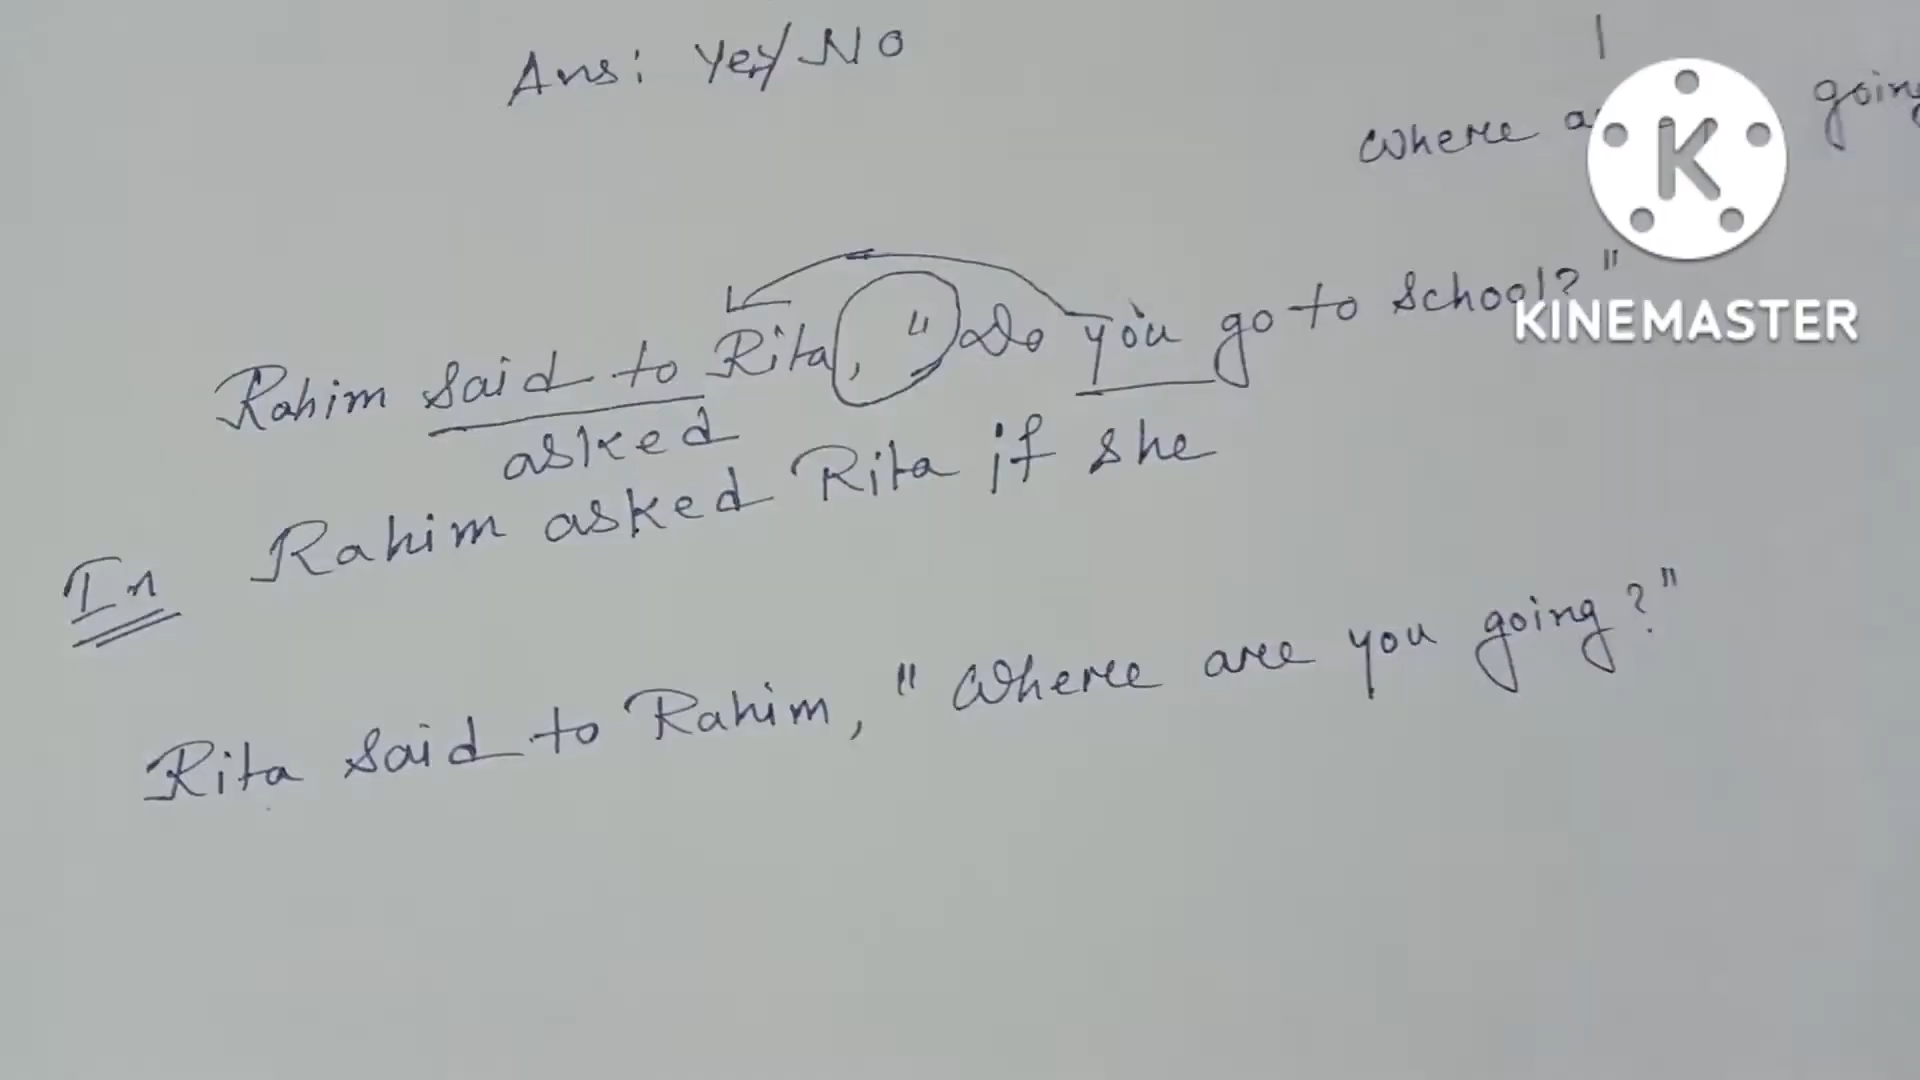 Ans: Yes/No
where going
Rahim said to Rita, "Do you go to school?"
asked
In Rahim asked Rita if she
Rita said to Rahim, "Where are you going?"
K
KINEMASTER